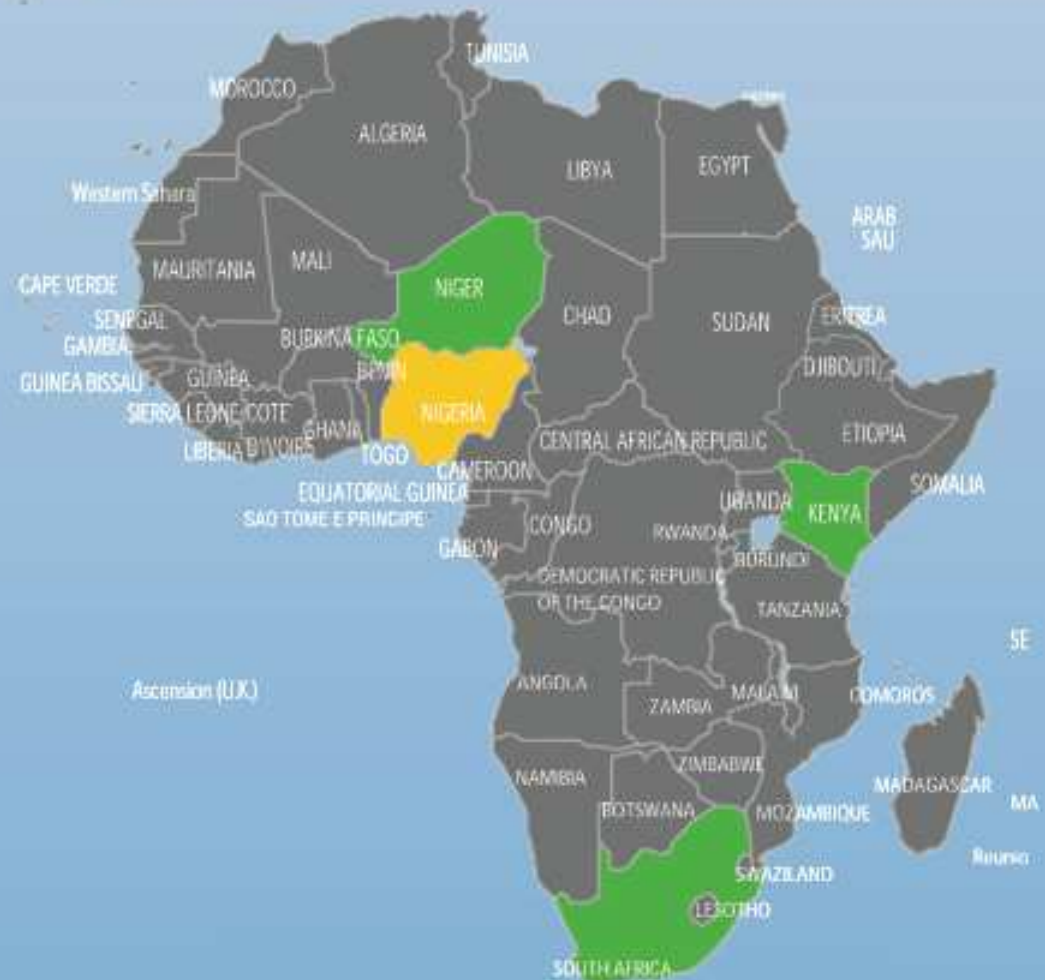 TUNISIA
MOROCCO
ALGERIA
LIBYA
EGYPT
Western Sahara
ARAB
SAU
MALI
MAURITANIA
CAPE VERDE
NIGER
CHAD
SUDAN
ERITREA
SENEGAL
GAMBIA
BURKINA FASO
BENIN
DJIBOUTI
GUINEA BISSAU
GUINEA
SIERRA LEONE
COTE
D'IVOIRE
GHANA
NIGERIA
ETIOPIA
LIBERIA
TOGO
CENTRAL AFRICAN REPUBLIC
CAMEROON
SOMALIA
EQUATORIAL GUINEA
SAO TOME E PRINCIPE
UGANDA
KENYA
CONGO
RWANDA
GABON
BURUNDI
DEMOCRATIC REPUBLIC
OF THE CONGO
TANZANIA
SE
Ascension (U.K.)
ANGOLA
MALAWI
COMOROS
ZAMBIA
ZIMBABWE
NAMIBIA
MADAGASCAR
BOTSWANA
MOZAMBIQUE
MA
Reunio
SWAZILAND
LESOTHO
SOUTH AFRICA